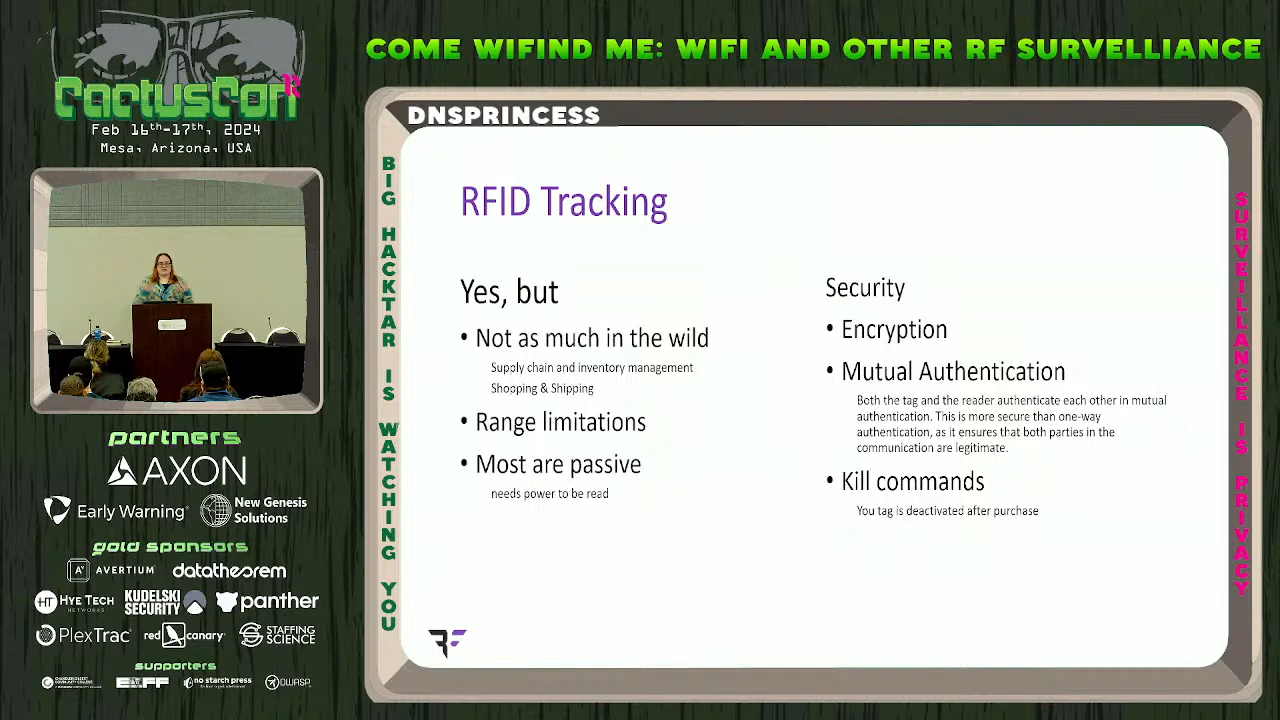 COME WIFIND ME: WIFI AND OTHER RF SURVELLIANCE
CactusCon
Feb 16th-17th, 2024
Mesa, Arizona, USA
DNSPRINCESS
BIG HACKTAR IS WATCHING YOU
RFID Tracking
Yes, but
• Not as much in the wild
Supply chain and inventory management
Shopping & Shipping
• Range limitations
• Most are passive
needs power to be read
Security
• Encryption
• Mutual Authentication
Both the tag and the reader authenticate each other in mutual
authentication. This is more secure than one-way
authentication, as it ensures that both parties in the
communication are legitimate.
• Kill commands
You tag is deactivated after purchase
RF
SURVEILLANCE IS PRIVACY
partners
AXON
Early Warning
New Genesis
Solutions
gold sponsors
AVERTIUM
datatheorem
HT HYE TECH
NETWORKS
KUDELSKI
SECURITY
panther
PlexTrac
red canary
STAFFING
SCIENCE
supporters
EFF
no starch press
OWASP